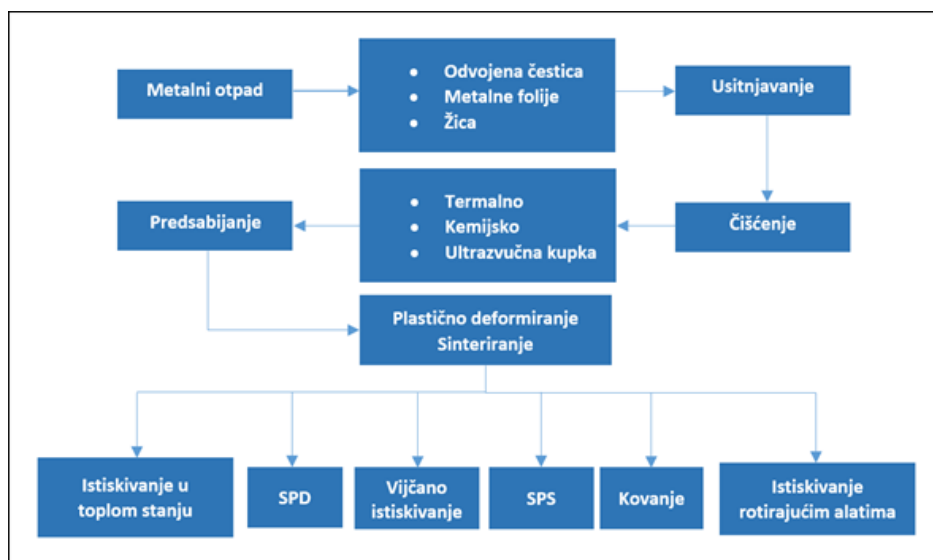 Metalni otpad
• Odvojena čestica
• Metalne folije
• Žica
Usitnjavanje
Čišćenje
• Termalno
• Kemijsko
• Ultrazvučna kupka
Predsabijanje
Plastično deformiranje
Sinteriranje
Istiskivanje u
toplom stanju
SPD
Vijčano
istiskivanje
SPS
Kovanje
Istiskivanje
rotirajućim alatima